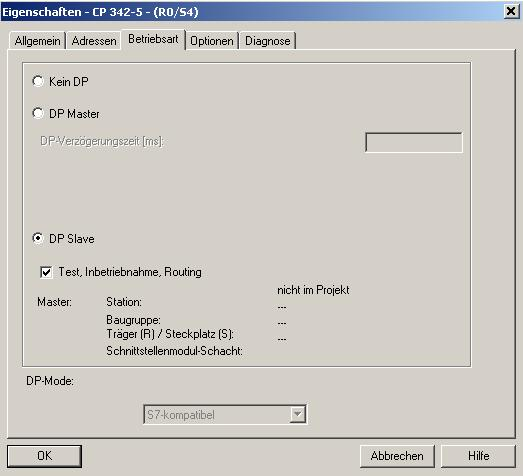 Eigenschaften - CP 342-5 - (R0/S4)
Allgemein Adressen Betriebsart Optionen Diagnose
Kein DP
DP Master
DP-Verzögerungszeit [ms]:
DP Slave
Test, Inbetriebnahme, Routing
nicht im Projekt
Master: Station: ---
Baugruppe: ---
Träger (R) / Steckplatz (S): ---
Schnittstellenmodul-Schacht:
DP-Mode:
S7-kompatibel
OK Abbrechen Hilfe